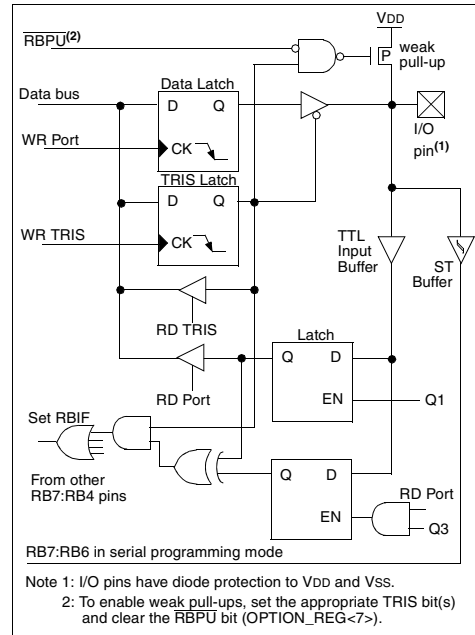 VDD
RBPU(2)
P
weak
pull-up
Data bus
Data Latch
D Q
I/O
pin(1)
WR Port
CK
TRIS Latch
D Q
WR TRIS
CK
TTL
Input
Buffer
ST
Buffer
RD TRIS
Latch
Q D
RD Port
EN
Q1
Set RBIF
Q D
From other
RB7:RB4 pins
RD Port
EN
Q3
RB7:RB6 in serial programming mode
Note 1: I/O pins have diode protection to VDD and VSS.
2: To enable weak pull-ups, set the appropriate TRIS bit(s)
and clear the RBPU bit (OPTION_REG<7>).